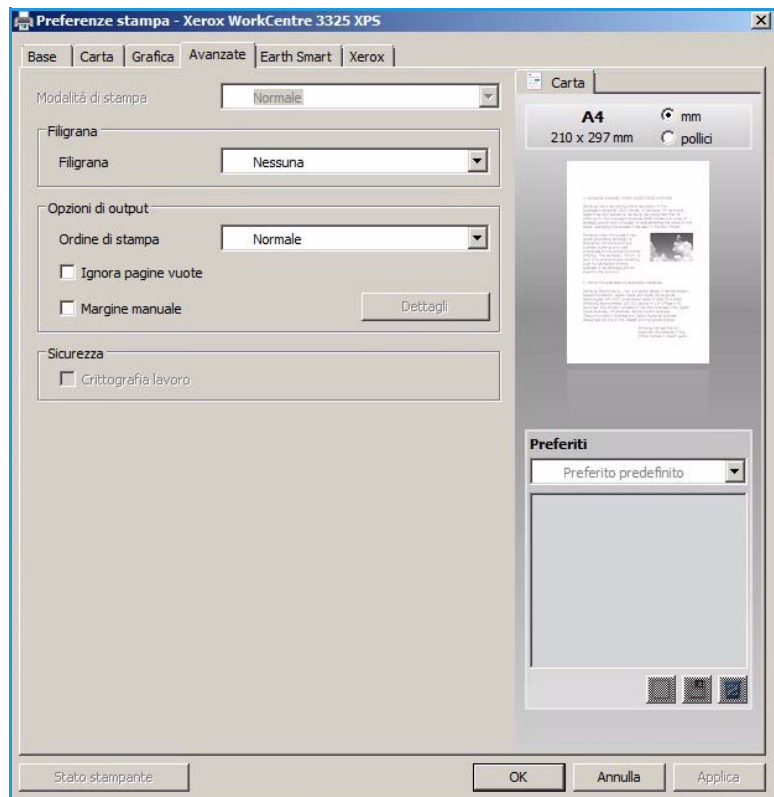 Preferenze stampa - Xerox WorkCentre 3325 XPS
Base Carta Grafica Avanzate Earth Smart Xerox
Modalità di stampa Normale
Filigrana
Filigrana Nessuna
Opzioni di output
Ordine di stampa Normale
Ignora pagine vuote
Margine manuale Dettagli
Sicurezza
Crittografia lavoro
Carta
A4 mm
210 x 297 mm pollici
Preferiti
Preferito predefinito
Stato stampante OK Annulla Applica